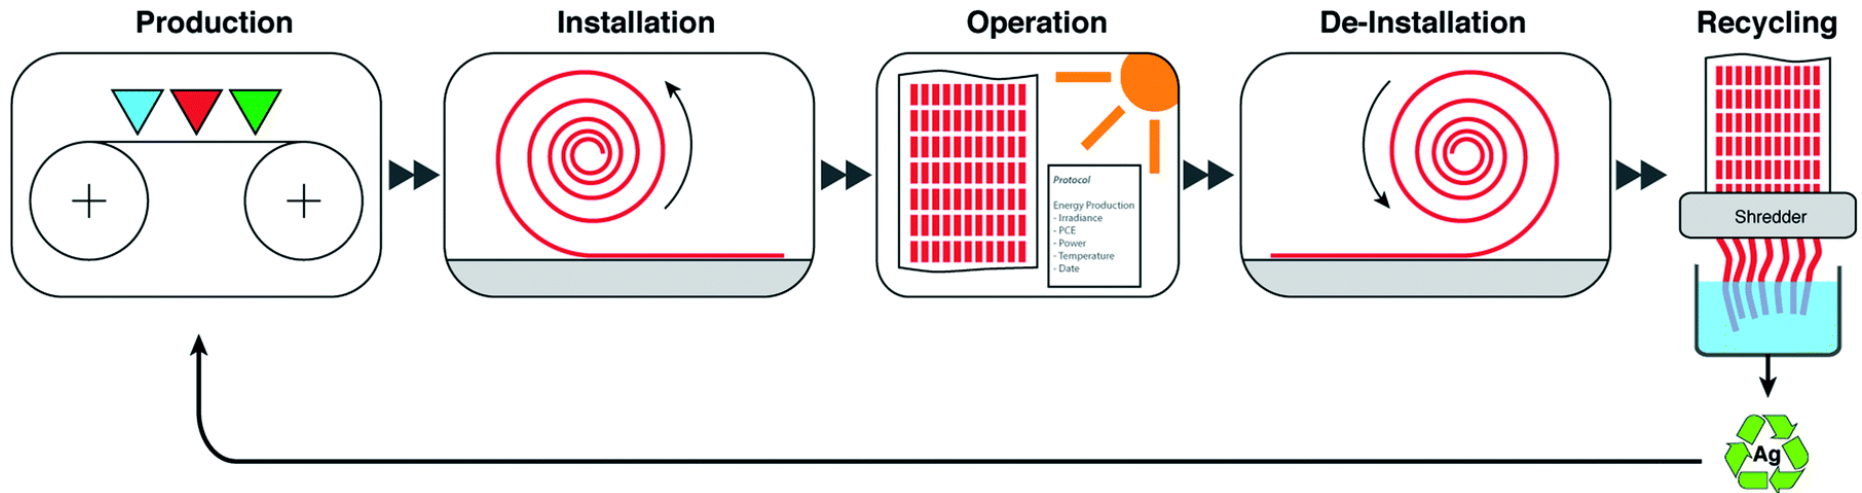 Production
Installation
Operation
De-Installation
Recycling
Protocol
Energy Production
- Irradiance
- PCE
- Power
- Temperature
- Date
Shredder
Ag